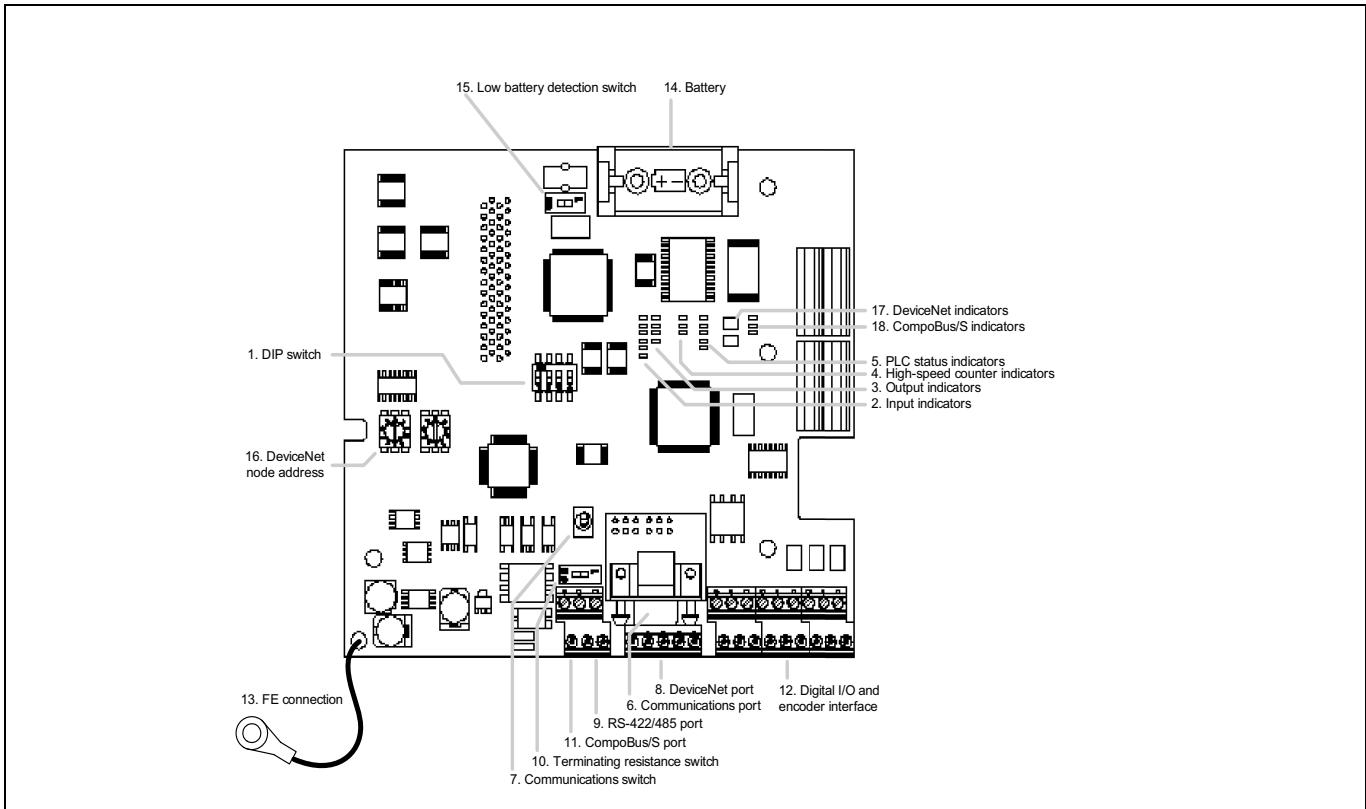 15. Low battery detection switch
14. Battery
+ −
17. DeviceNet indicators
18. CompoBus/S indicators
1. DIP switch
5. PLC status indicators
4. High-speed counter indicators
3. Output indicators
2. Input indicators
16. DeviceNet
node address
13. FE connection
8. DeviceNet port
6. Communications port
12. Digital I/O and
encoder interface
9. RS-422/485 port
11. CompoBus/S port
10. Terminating resistance switch
7. Communications switch